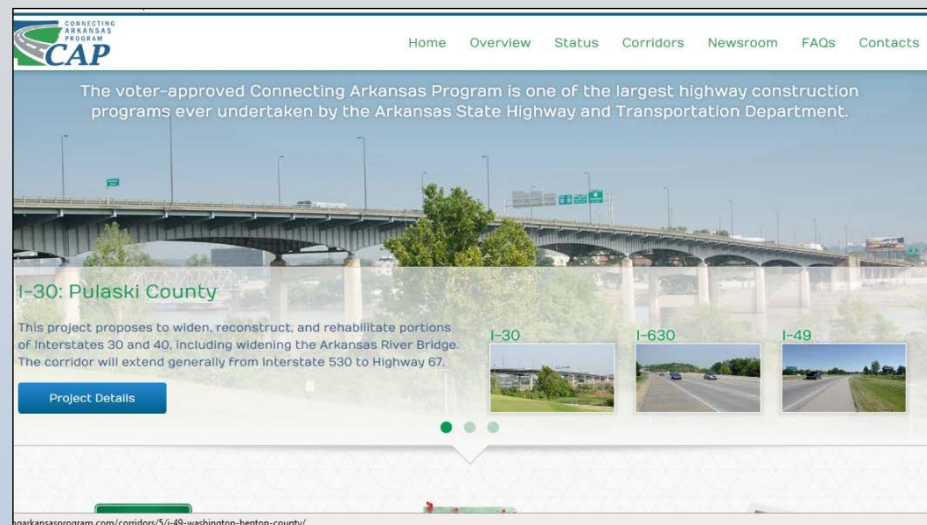 CONNECTING
ARKANSAS
PROGRAM
CAP
Home Overview Status Corridors Newsroom FAQs Contacts
The voter-approved Connecting Arkansas Program is one of the largest highway construction
programs ever undertaken by the Arkansas State Highway and Transportation Department.
I-30: Pulaski County
This project proposes to widen, reconstruct, and rehabilitate portions
of Interstates 30 and 40, including widening the Arkansas River Bridge.
The corridor will extend generally from Interstate 530 to Highway 67.
Project Details
I-30 I-630 I-49
ngarkansasprogram.com/corridors/5/i-49-washington-benton-county/